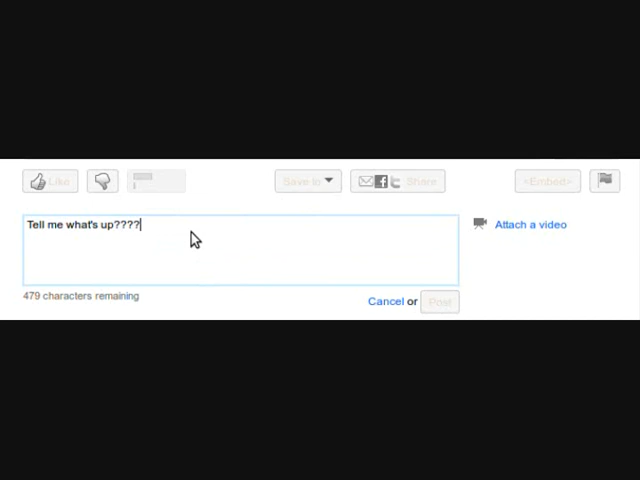 Like
Save to
Share
<Embed>
Tell me what's up????
Attach a video
479 characters remaining
Cancel or Post